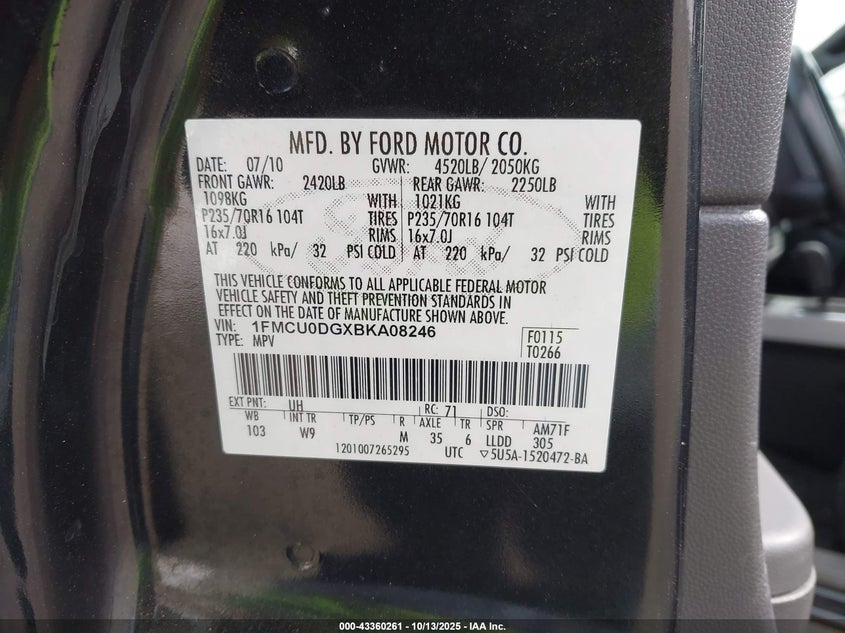 MFD. BY FORD MOTOR CO.
DATE: 07/10 GVWR: 4520LB/ 2050KG
FRONT GAWR: 2420LB REAR GAWR: 2250LB
1098KG WITH 1021KG WITH
P235/70R16 104T TIRES P235/70R16 104T TIRES
16x7.0J RIMS 16x7.0J RIMS
AT 220 kPa/ 32 PSI COLD AT 220 kPa/ 32 PSI COLD
THIS VEHICLE CONFORMS TO ALL APPLICABLE FEDERAL MOTOR
VEHICLE SAFETY AND THEFT PREVENTION STANDARDS IN
EFFECT ON THE DATE OF MANUFACTURE SHOWN ABOVE.
VIN: 1FMCU0DGXBKA08246 F0115
TYPE: MPV T0266
EXT PNT: UH RC: 71 DSO:
WB INT TR TP/PS R AXLE TR SPR AM71F
103 W9 M 35 6 LLDD 305
1201007265295 UTC ▽5U5A-1520472-BA
000-43360261 - 10/13/2025 - IAA Inc.